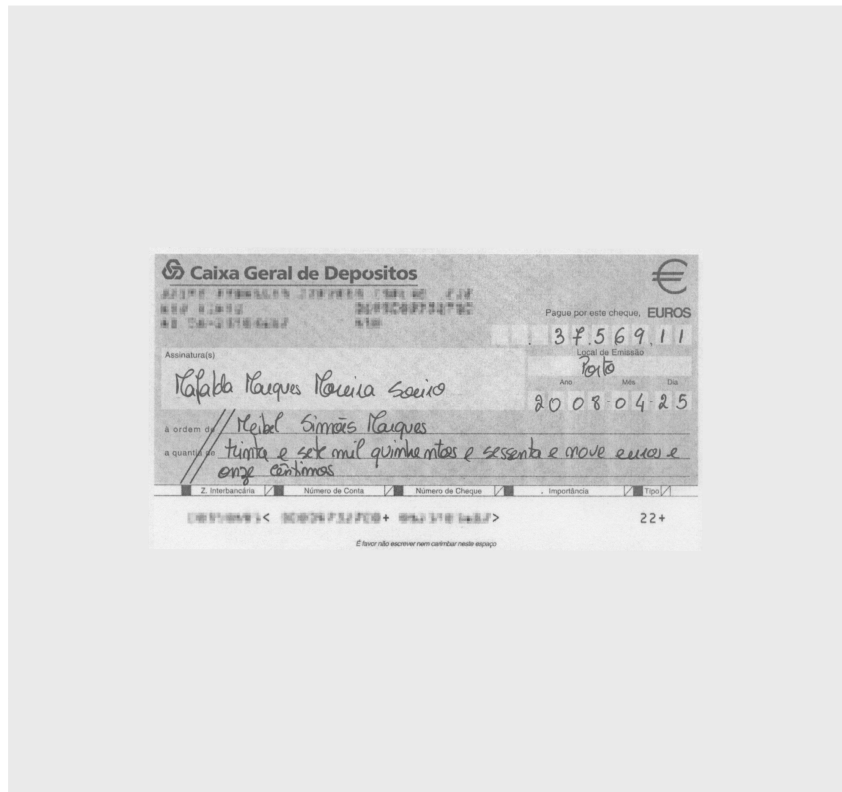 Caixa Geral de Depositos
€
Pague por este cheque, EUROS
37.569,11
Assinatura(s)
Local de Emissão
Porto
Mafalda Marques Moreira Soeiro
Ano Mês Dia
2008-04-25
à ordem de Meibel Simões Marques
a quantia de trinta e sete mil quinhentos e sessenta e nove euros e
onze cêntimos
Z. Interbancária Número de Conta Número de Cheque Importância Tipo
< + > 22+
É favor não escrever nem carimbar neste espaço